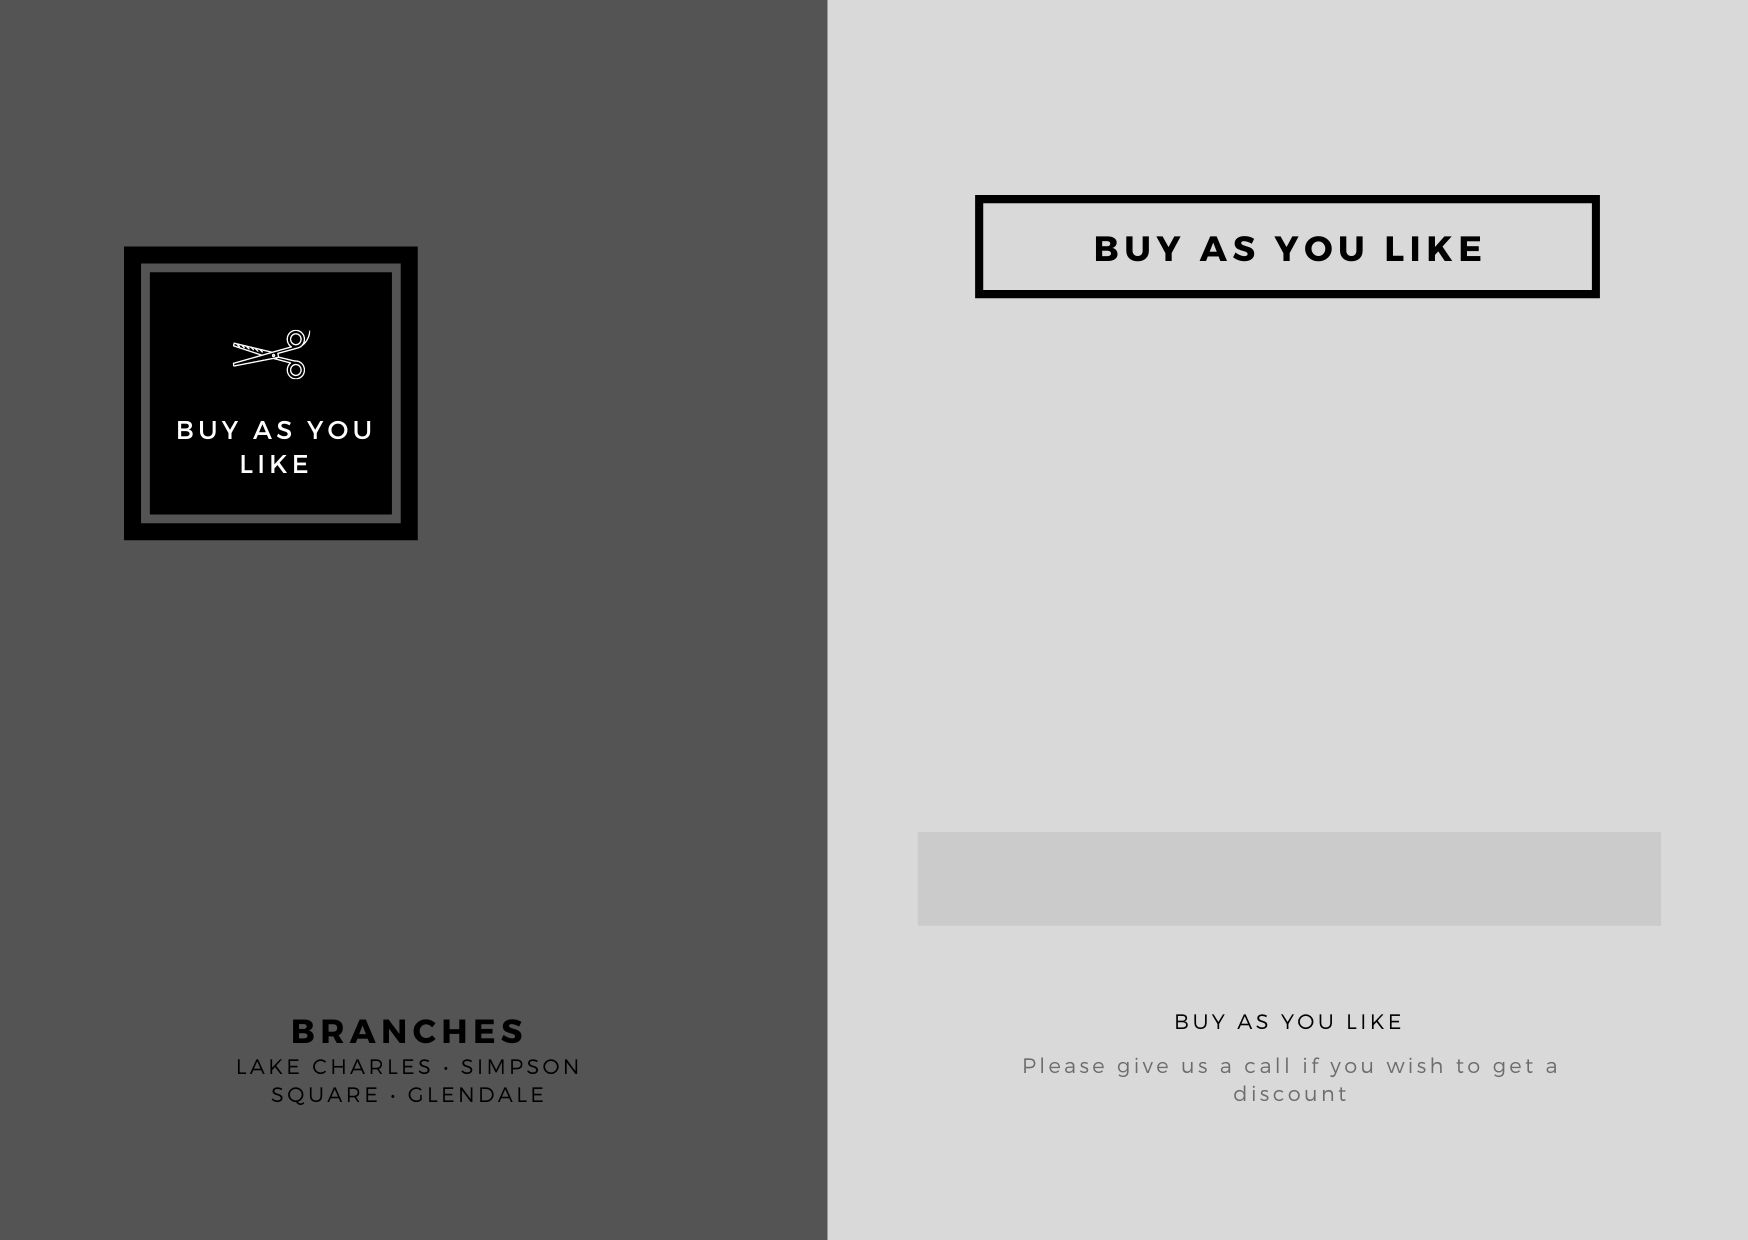 BUY AS YOU
LIKE
BRANCHES
LAKE CHARLES • SIMPSON
SQUARE • GLENDALE
BUY AS YOU LIKE
BUY AS YOU LIKE
Please give us a call if you wish to get a
discount